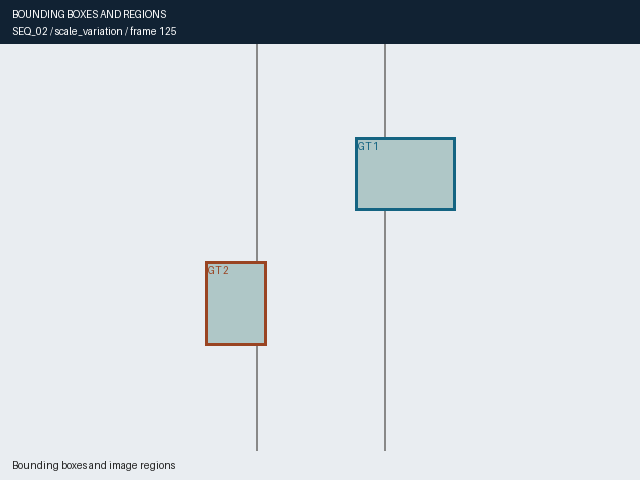 BOUNDING BOXES AND REGIONS
SEQ_02 / scale_variation / frame 125
GT1
GT2
Bounding boxes and image regions